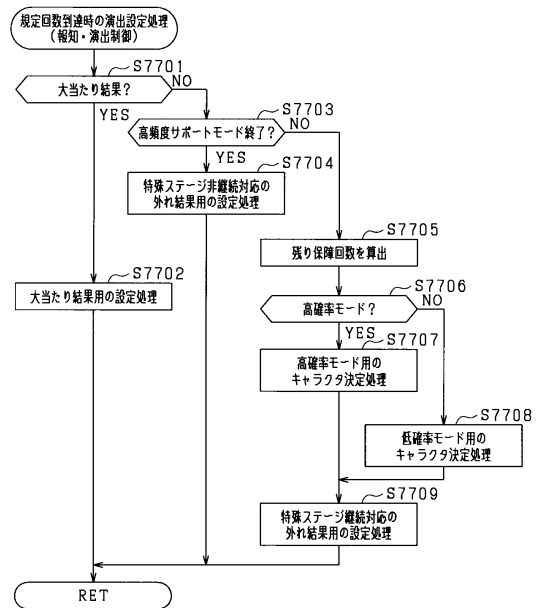 規定回数到達時の演出設定処理
(報知・演出制御)
S7701
大当たり結果?
NO
YES
S7703
高頻度サポートモード終了?
NO
YES
S7704
特殊ステージ非継続対応の
外れ結果用の設定処理
S7705
残り保障回数を算出
S7702
大当たり結果用の設定処理
S7706
高確率モード?
NO
YES
S7707
高確率モード用の
キャラクタ決定処理
S7708
低確率モード用の
キャラクタ決定処理
S7709
特殊ステージ継続対応の
外れ結果用の設定処理
RET